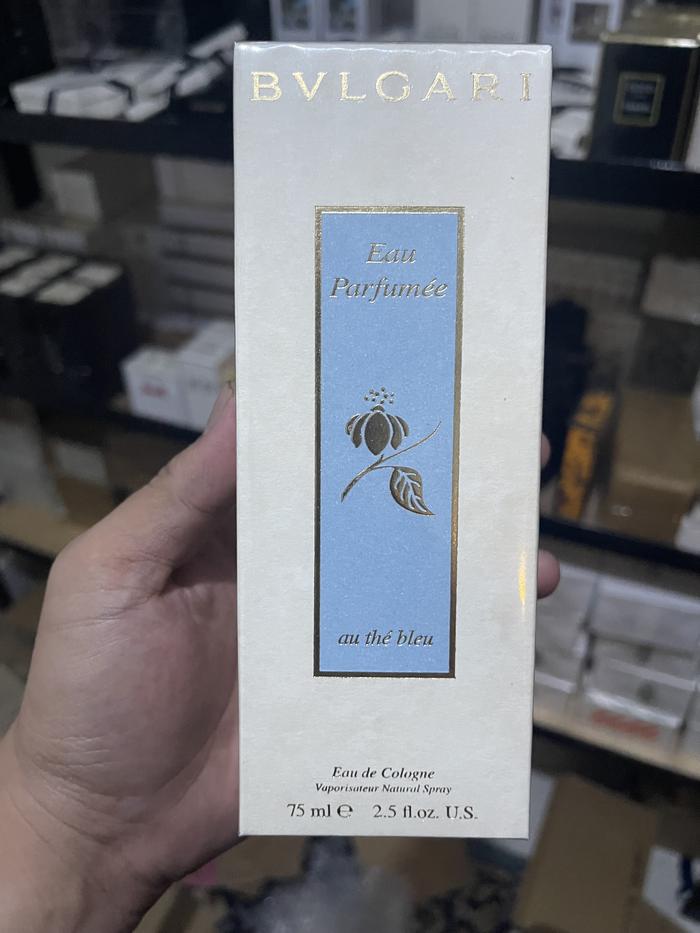 BVLGARI
Eau
Parfumée
au thé bleu
Eau de Cologne
Vaporisateur Natural Spray
75 ml ℮ 2.5 fl.oz. U.S.